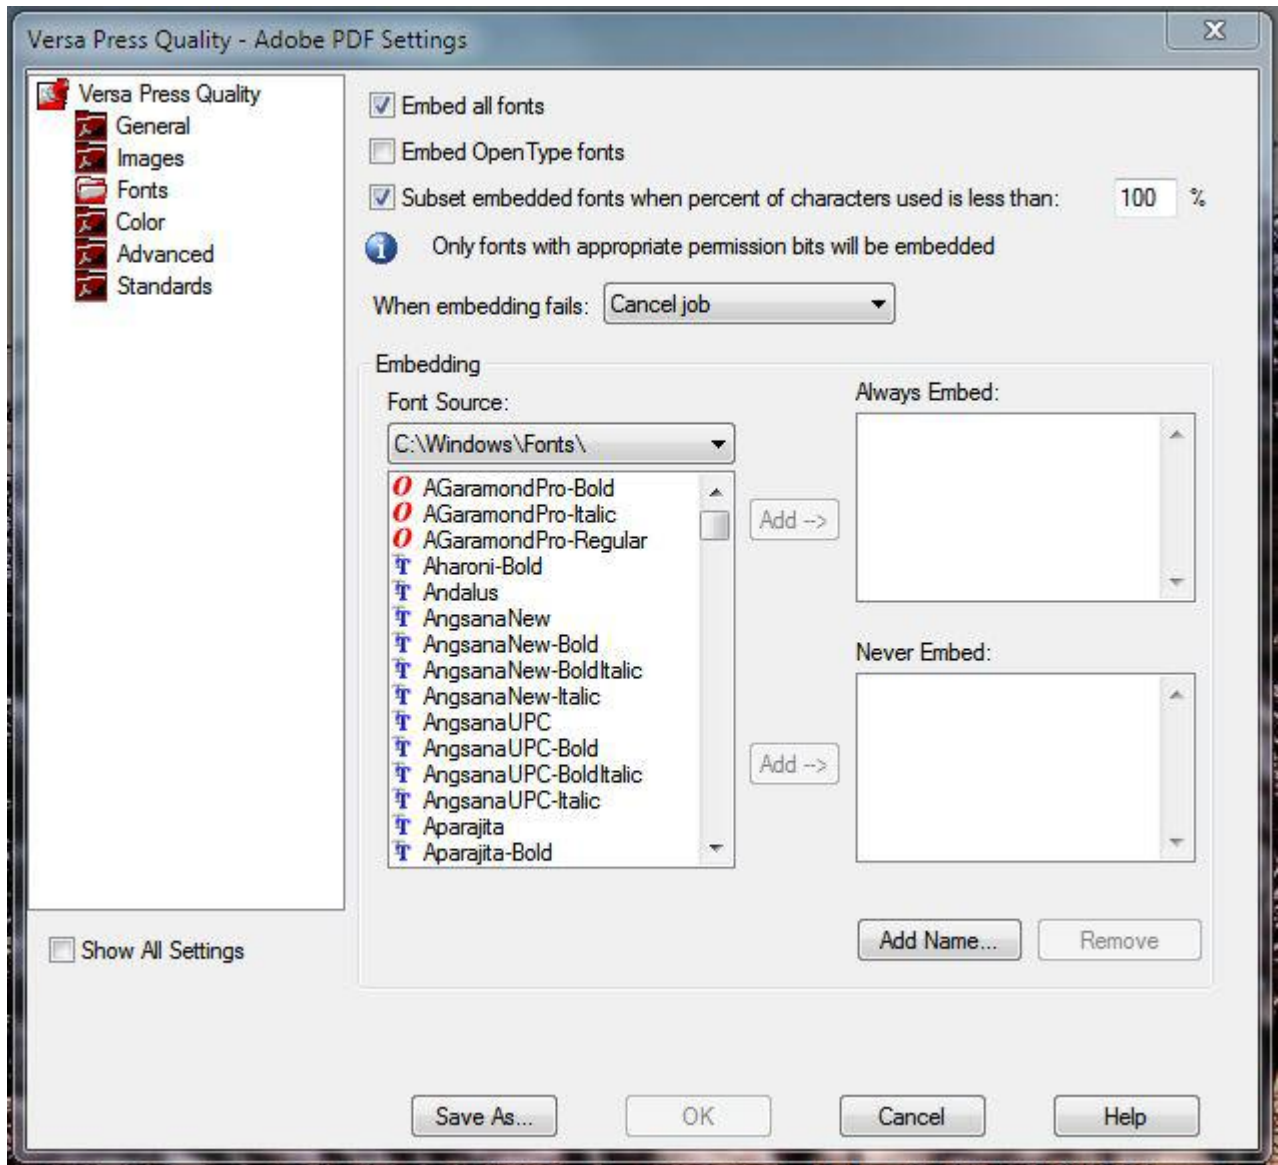 Versa Press Quality - Adobe PDF Settings
Versa Press Quality
General
Images
Fonts
Color
Advanced
Standards
Show All Settings
Embed all fonts
Embed OpenType fonts
Subset embedded fonts when percent of characters used is less than: 100 %
Only fonts with appropriate permission bits will be embedded
When embedding fails: Cancel job
Embedding
Font Source:
C:\Windows\Fonts\
AGaramondPro-Bold
AGaramondPro-Italic
AGaramondPro-Regular
Aharoni-Bold
Andalus
AngsanaNew
AngsanaNew-Bold
AngsanaNew-BoldItalic
AngsanaNew-Italic
AngsanaUPC
AngsanaUPC-Bold
AngsanaUPC-BoldItalic
AngsanaUPC-Italic
Aparajita
Aparajita-Bold
Always Embed:
Add -->
Never Embed:
Add -->
Add Name...
Remove
Save As...
OK
Cancel
Help